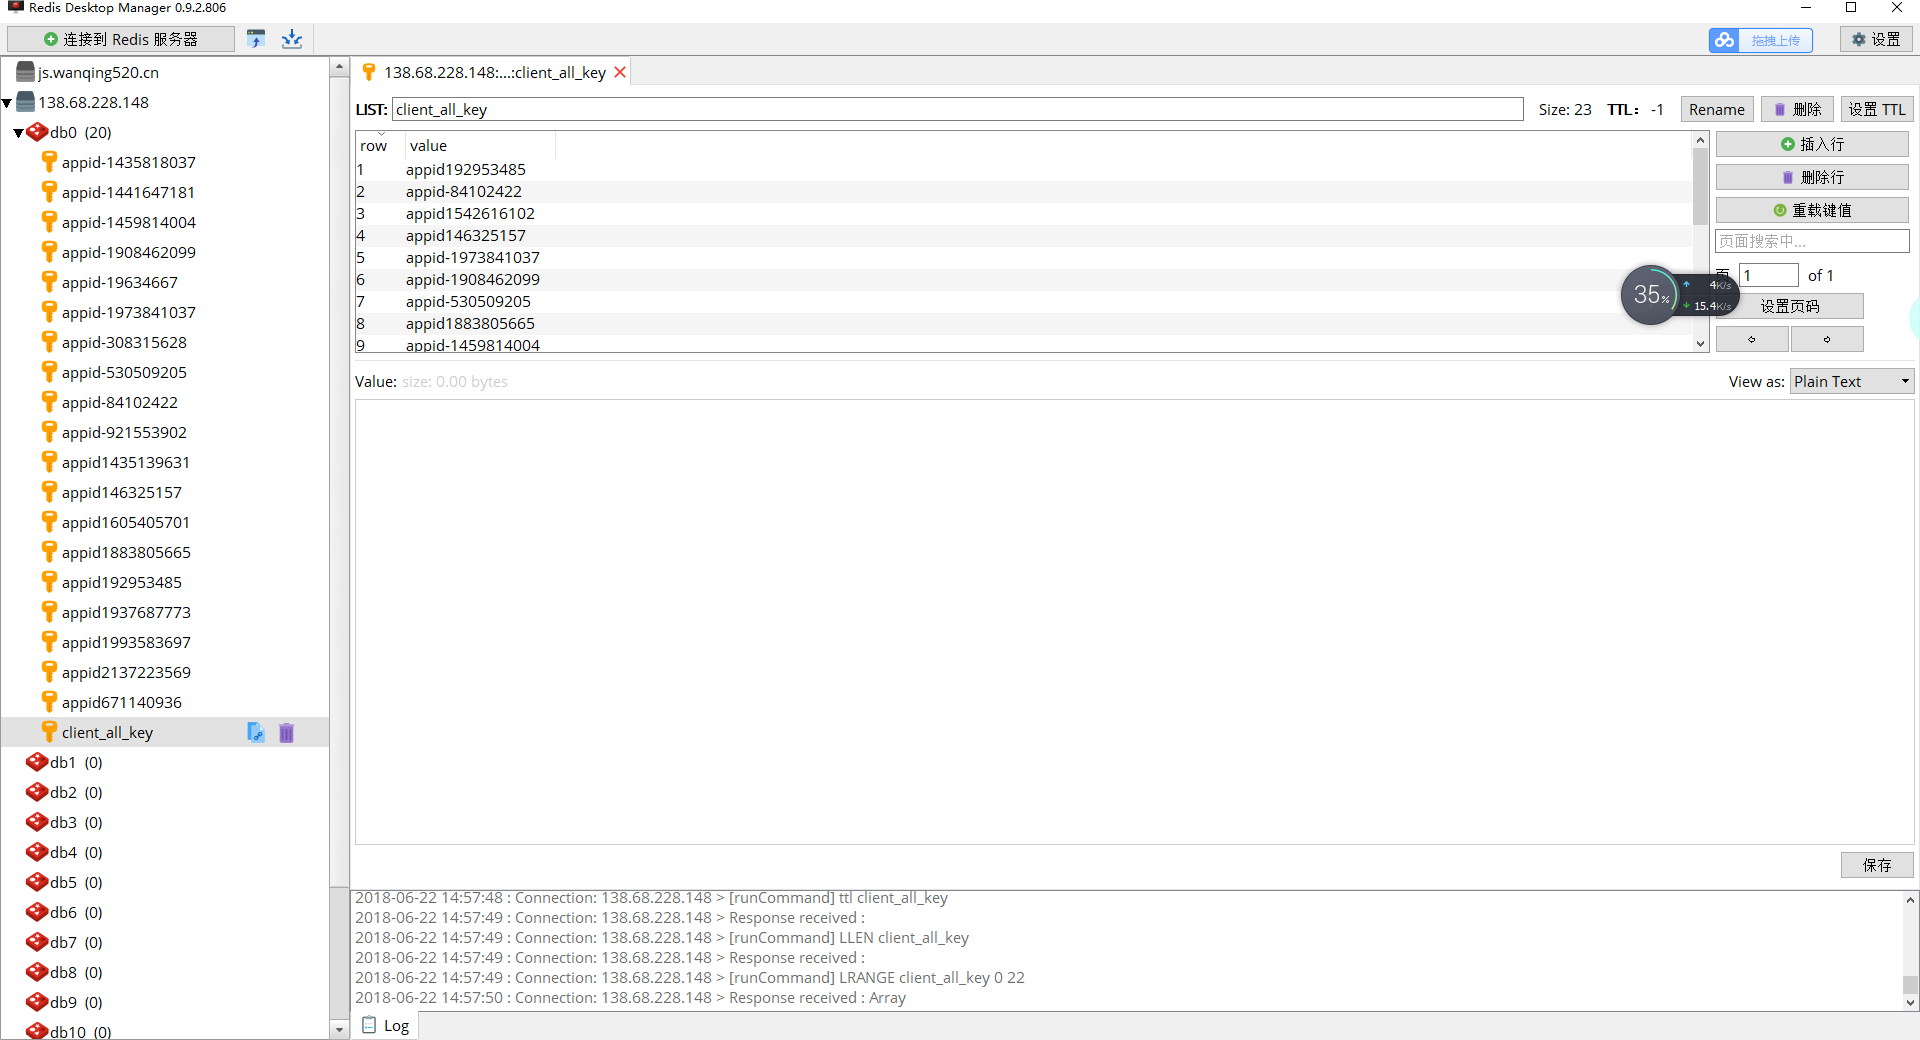 Redis Desktop Manager 0.9.2.806
连接到 Redis 服务器
拖拽上传
设置
js.wanqing520.cn
138.68.228.148
db0 (20)
appid-1435818037
appid-1441647181
appid-1459814004
appid-1908462099
appid-19634667
appid-1973841037
appid-308315628
appid-530509205
appid-84102422
appid-921553902
appid1435139631
appid146325157
appid1605405701
appid1883805665
appid192953485
appid1937687773
appid1993583697
appid2137223569
appid671140936
client_all_key
db1 (0)
db2 (0)
db3 (0)
db4 (0)
db5 (0)
db6 (0)
db7 (0)
db8 (0)
db9 (0)
db10 (0)
138.68.228.148:...:client_all_key
LIST: client_all_key Size: 23 TTL: -1 Rename 删除 设置 TTL
row value
1 appid192953485
2 appid-84102422
3 appid1542616102
4 appid146325157
5 appid-1973841037
6 appid-1908462099
7 appid-530509205
8 appid1883805665
9 appid-1459814004
插入行
删除行
重载键值
页面搜索中...
页 1 of 1
设置页码
35%
4K/s
15.4K/s
Value: size: 0.00 bytes
View as: Plain Text
保存
2018-06-22 14:57:48 : Connection: 138.68.228.148 > [runCommand] ttl client_all_key
2018-06-22 14:57:49 : Connection: 138.68.228.148 > Response received :
2018-06-22 14:57:49 : Connection: 138.68.228.148 > [runCommand] LLEN client_all_key
2018-06-22 14:57:49 : Connection: 138.68.228.148 > Response received :
2018-06-22 14:57:49 : Connection: 138.68.228.148 > [runCommand] LRANGE client_all_key 0 22
2018-06-22 14:57:50 : Connection: 138.68.228.148 > Response received : Array
Log